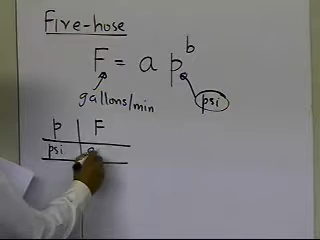 Fire-hose
F = a p^b
gallons/min
psi
p F
psi